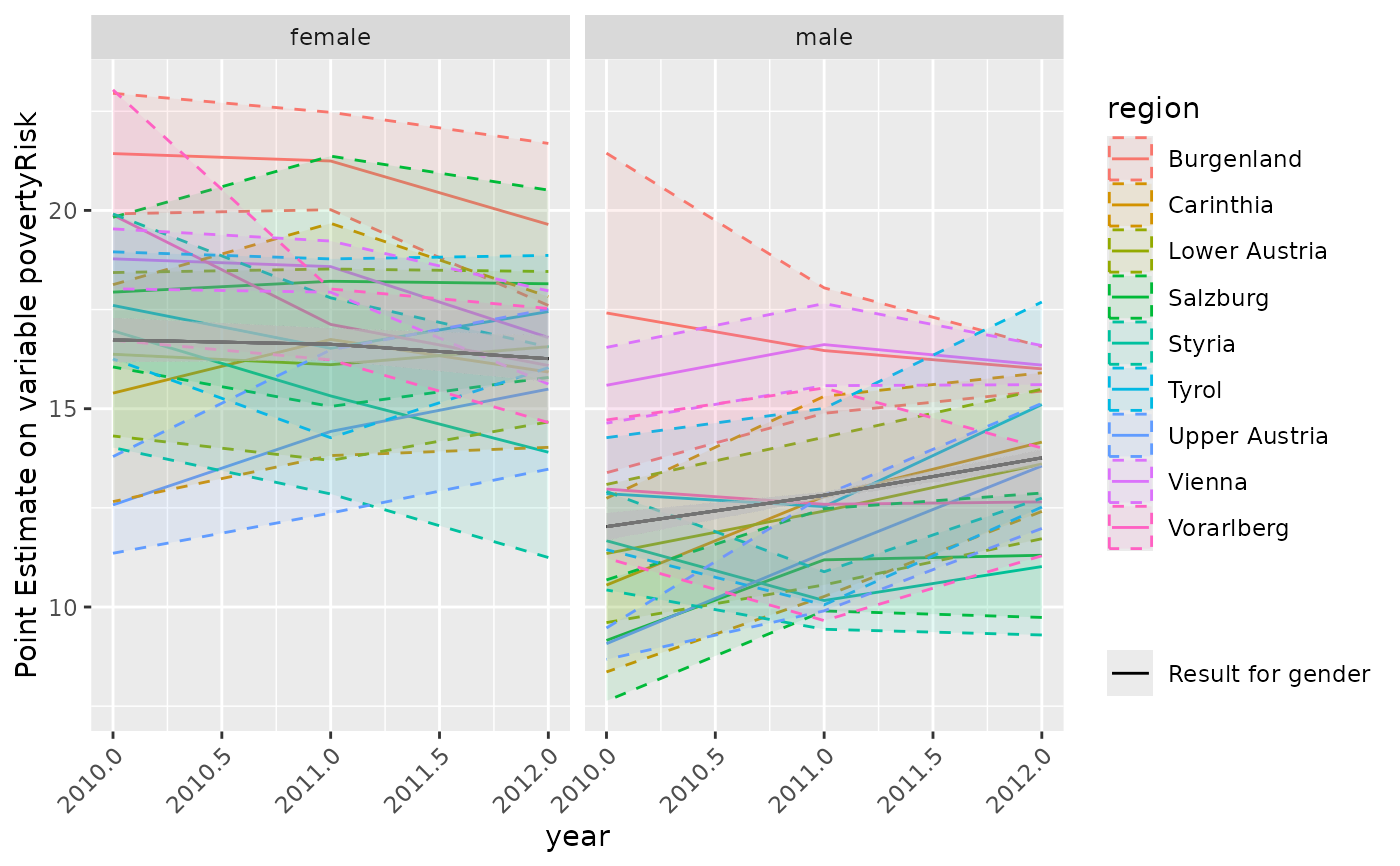 female
male
Point Estimate on variable povertyRisk
20
15
10
2010.0
2010.5
2011.0
2011.5
2012.0
2010.0
2010.5
2011.0
2011.5
2012.0
year
region
Burgenland
Carinthia
Lower Austria
Salzburg
Styria
Tyrol
Upper Austria
Vienna
Vorarlberg
Result for gender